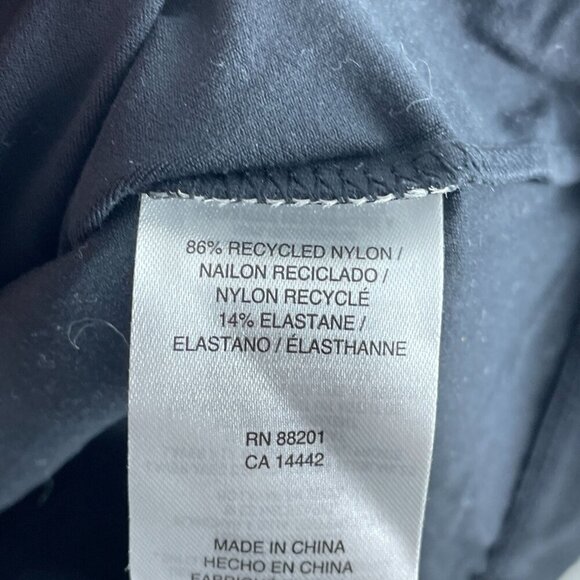 86% RECYCLED NYLON /
NAILON RECICLADO /
NYLON RECYCLÉ
14% ELASTANE /
ELASTANO / ÉLASTHANNE
RN 88201
CA 14442
MADE IN CHINA
HECHO EN CHINA